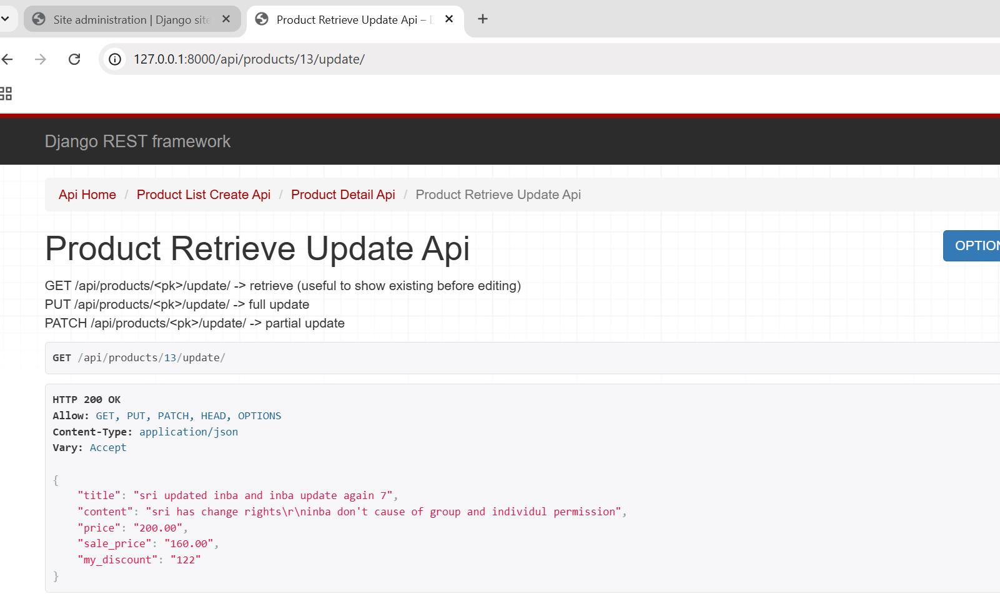 Site administration | Django site
Product Retrieve Update Api –
127.0.0.1:8000/api/products/13/update/
Django REST framework
Api Home / Product List Create Api / Product Detail Api / Product Retrieve Update Api
Product Retrieve Update Api
OPTION
GET /api/products/<pk>/update/ -> retrieve (useful to show existing before editing)
PUT /api/products/<pk>/update/ -> full update
PATCH /api/products/<pk>/update/ -> partial update
GET /api/products/13/update/
HTTP 200 OK
Allow: GET, PUT, PATCH, HEAD, OPTIONS
Content-Type: application/json
Vary: Accept
{
    "title": "sri updated inba and inba update again 7",
    "content": "sri has change rights\r\ninba don't cause of group and individul permission",
    "price": "200.00",
    "sale_price": "160.00",
    "my_discount": "122"
}